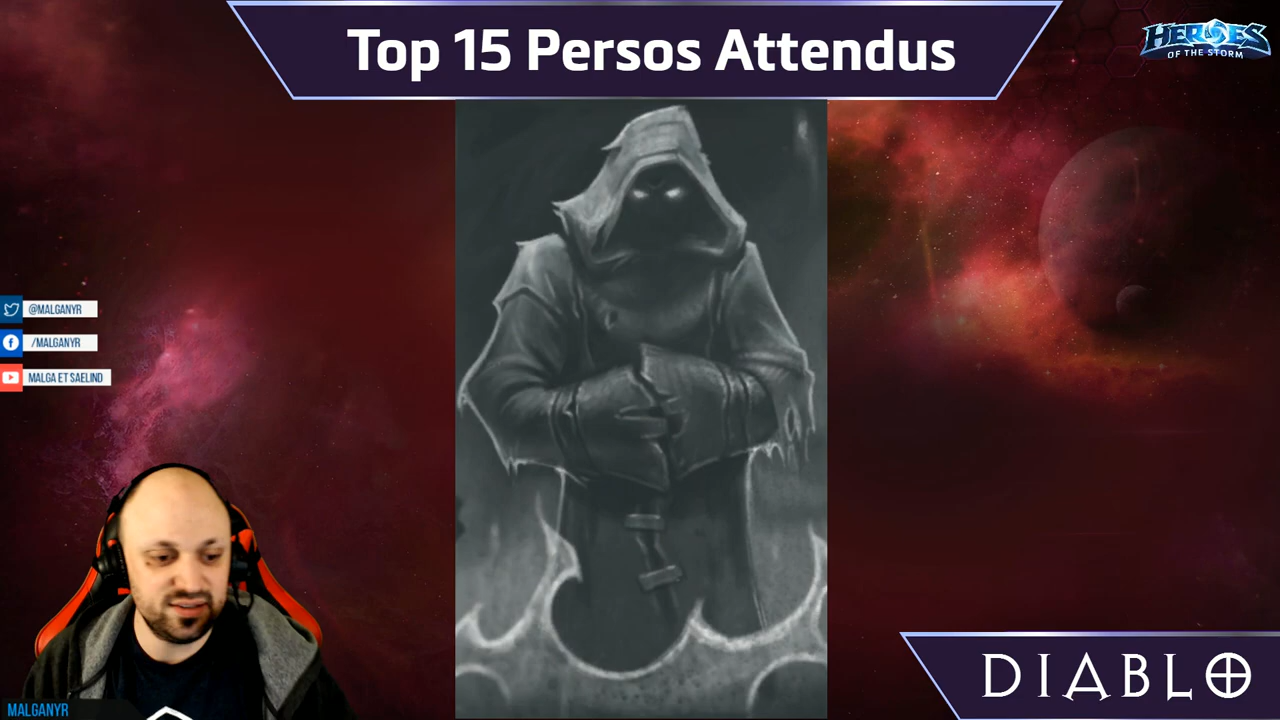 Top 15 Persos Attendus
HEROES
OF THE STORM
@MALGANYR
/MALGANYR
MALGA ET SAELIND
MALGANYR
DIABLO